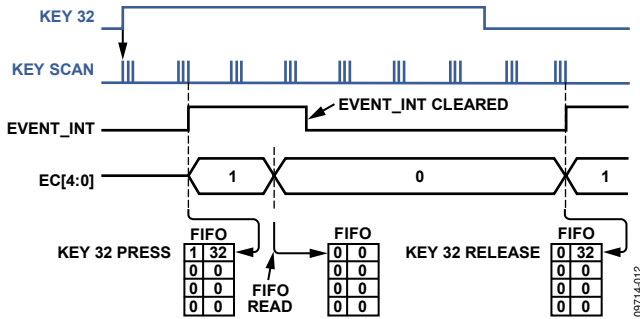 KEY 32
KEY SCAN
EVENT_INT CLEARED
EVENT_INT
EC[4:0]
1
0
1
FIFO
FIFO
FIFO
KEY 32 PRESS
1 32
0 0
0 0
0 0
FIFO
READ
0 0
0 0
0 0
0 0
KEY 32 RELEASE
0 32
0 0
0 0
0 0
09714-012